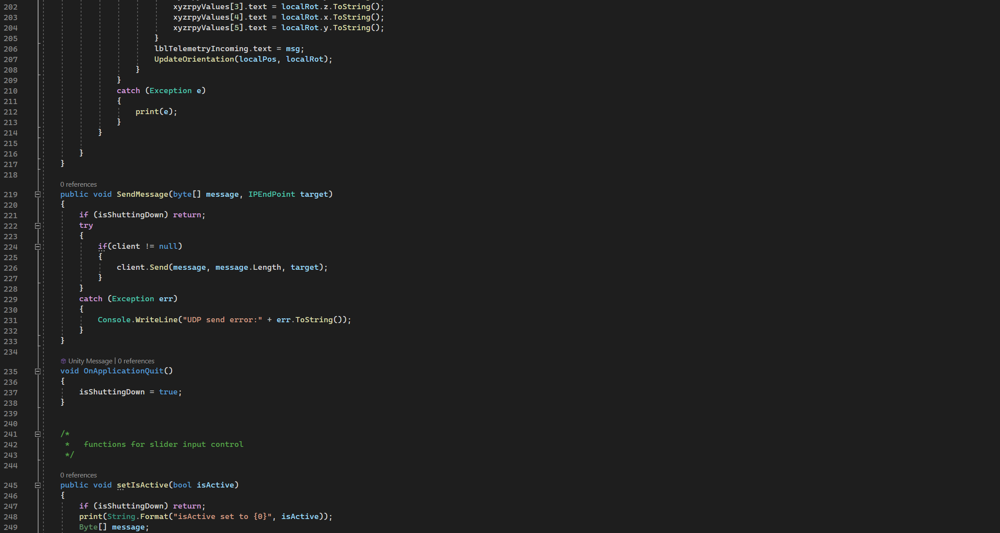 202 xyzrpyValues[3].text = localRot.z.ToString();
203 xyzrpyValues[4].text = localRot.x.ToString();
204 xyzrpyValues[5].text = localRot.y.ToString();
205 }
206 lblTelemetryIncoming.text = msg;
207 UpdateOrientation(localPos, localRot);
208 }
209 }
210 catch (Exception e)
211 {
212 print(e);
213 }
214 }
215
216 }
217 }
218
0 references
219 public void SendMessage(byte[] message, IPEndPoint target)
220 {
221 if (isShuttingDown) return;
222 try
223 {
224 if(client != null)
225 {
226 client.Send(message, message.Length, target);
227 }
228 }
229 catch (Exception err)
230 {
231 Console.WriteLine("UDP send error:" + err.ToString());
232 }
233 }
234
Unity Message | 0 references
235 void OnApplicationQuit()
236 {
237 isShuttingDown = true;
238 }
239
240
241 /*
242 * functions for slider input control
243 */
244
0 references
245 public void setIsActive(bool isActive)
246 {
247 if (isShuttingDown) return;
248 print(String.Format("isActive set to {0}", isActive));
249 Byte[] message;